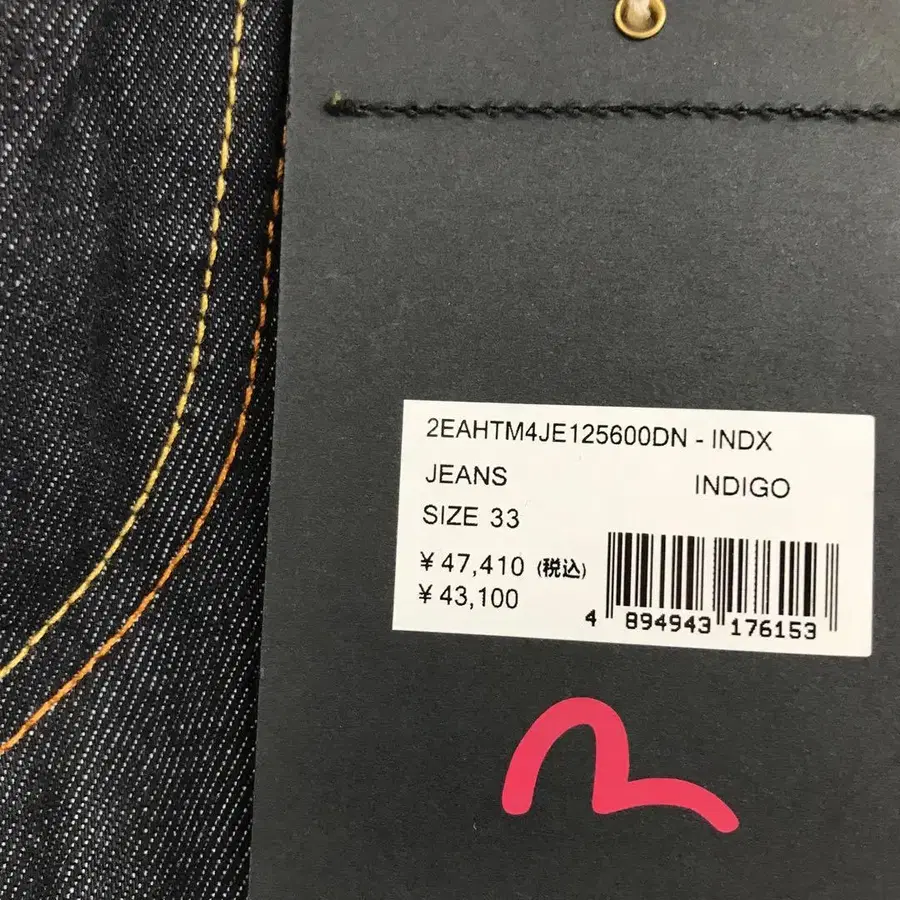 2EAHTM4JE125600DN - INDX
JEANS INDIGO
SIZE 33
¥ 47,410 (税込)
¥ 43,100
4 894943 176153